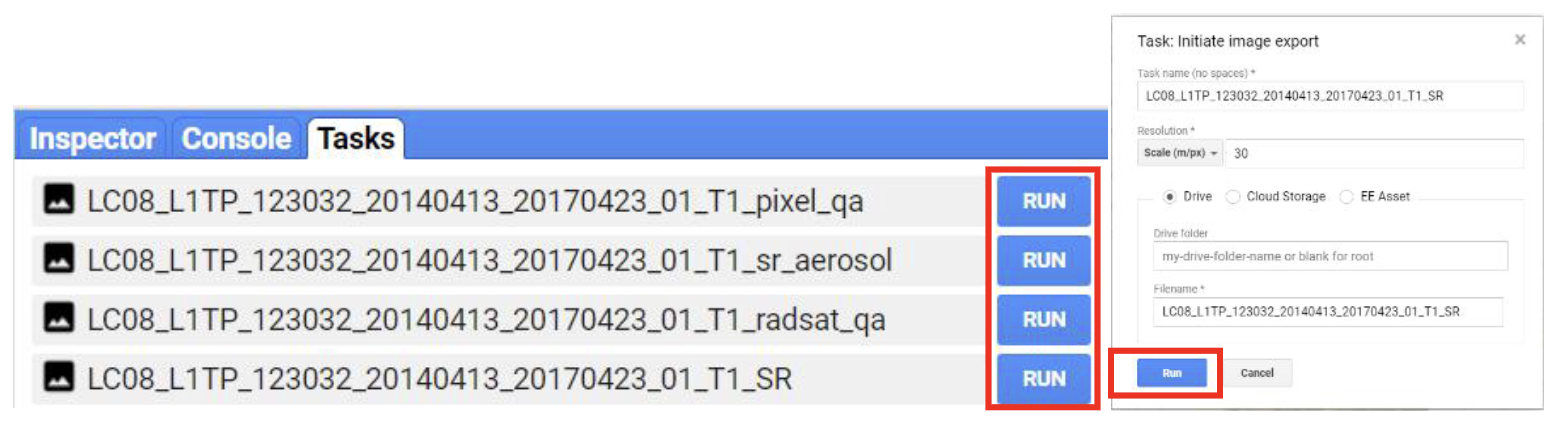 Inspector Console Tasks
LC08_L1TP_123032_20140413_20170423_01_T1_pixel_qa RUN
LC08_L1TP_123032_20140413_20170423_01_T1_sr_aerosol RUN
LC08_L1TP_123032_20140413_20170423_01_T1_radsat_qa RUN
LC08_L1TP_123032_20140413_20170423_01_T1_SR RUN
Task: Initiate image export ×
Task name (no spaces) *
LC08_L1TP_123032_20140413_20170423_01_T1_SR
Resolution *
Scale (m/px) 30
Drive Cloud Storage EE Asset
Drive folder
my-drive-folder-name or blank for root
Filename *
LC08_L1TP_123032_20140413_20170423_01_T1_SR
Run Cancel